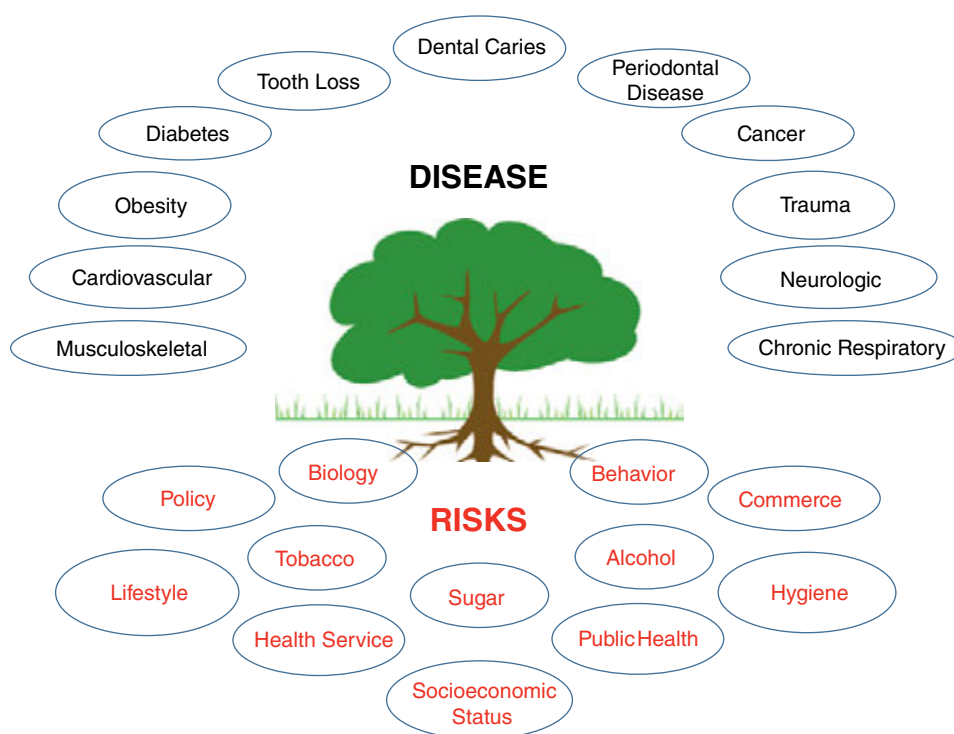 Dental Caries
Tooth Loss
Periodontal
Disease
Diabetes
Cancer
DISEASE
Obesity
Trauma
Cardiovascular
Neurologic
Musculoskeletal
Chronic Respiratory
Biology
Behavior
Policy
Commerce
RISKS
Tobacco
Alcohol
Lifestyle
Sugar
Hygiene
Health Service
Public Health
Socioeconomic
Status